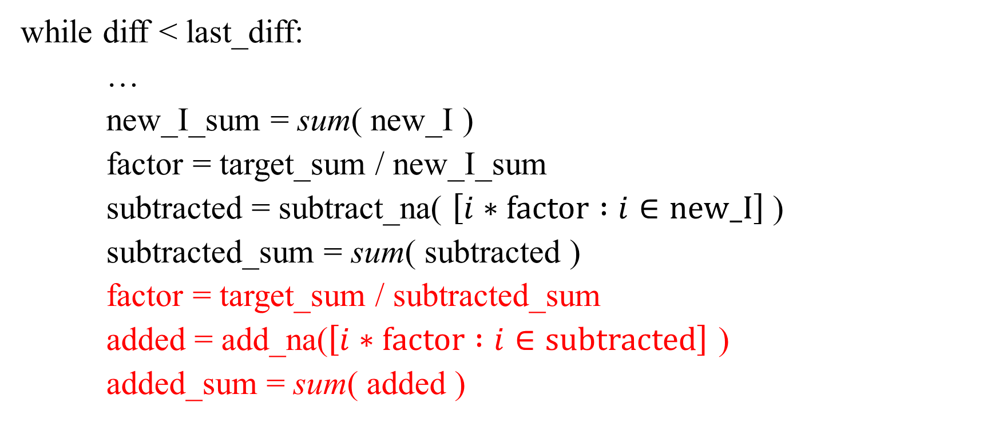 while diff < last_diff:
…
new_I_sum = sum( new_I )
factor = target_sum / new_I_sum
subtracted = subtract_na( [i ∗ factor : i ∈ new_I] )
subtracted_sum = sum( subtracted )
factor = target_sum / subtracted_sum
added = add_na([i ∗ factor : i ∈ subtracted] )
added_sum = sum( added )